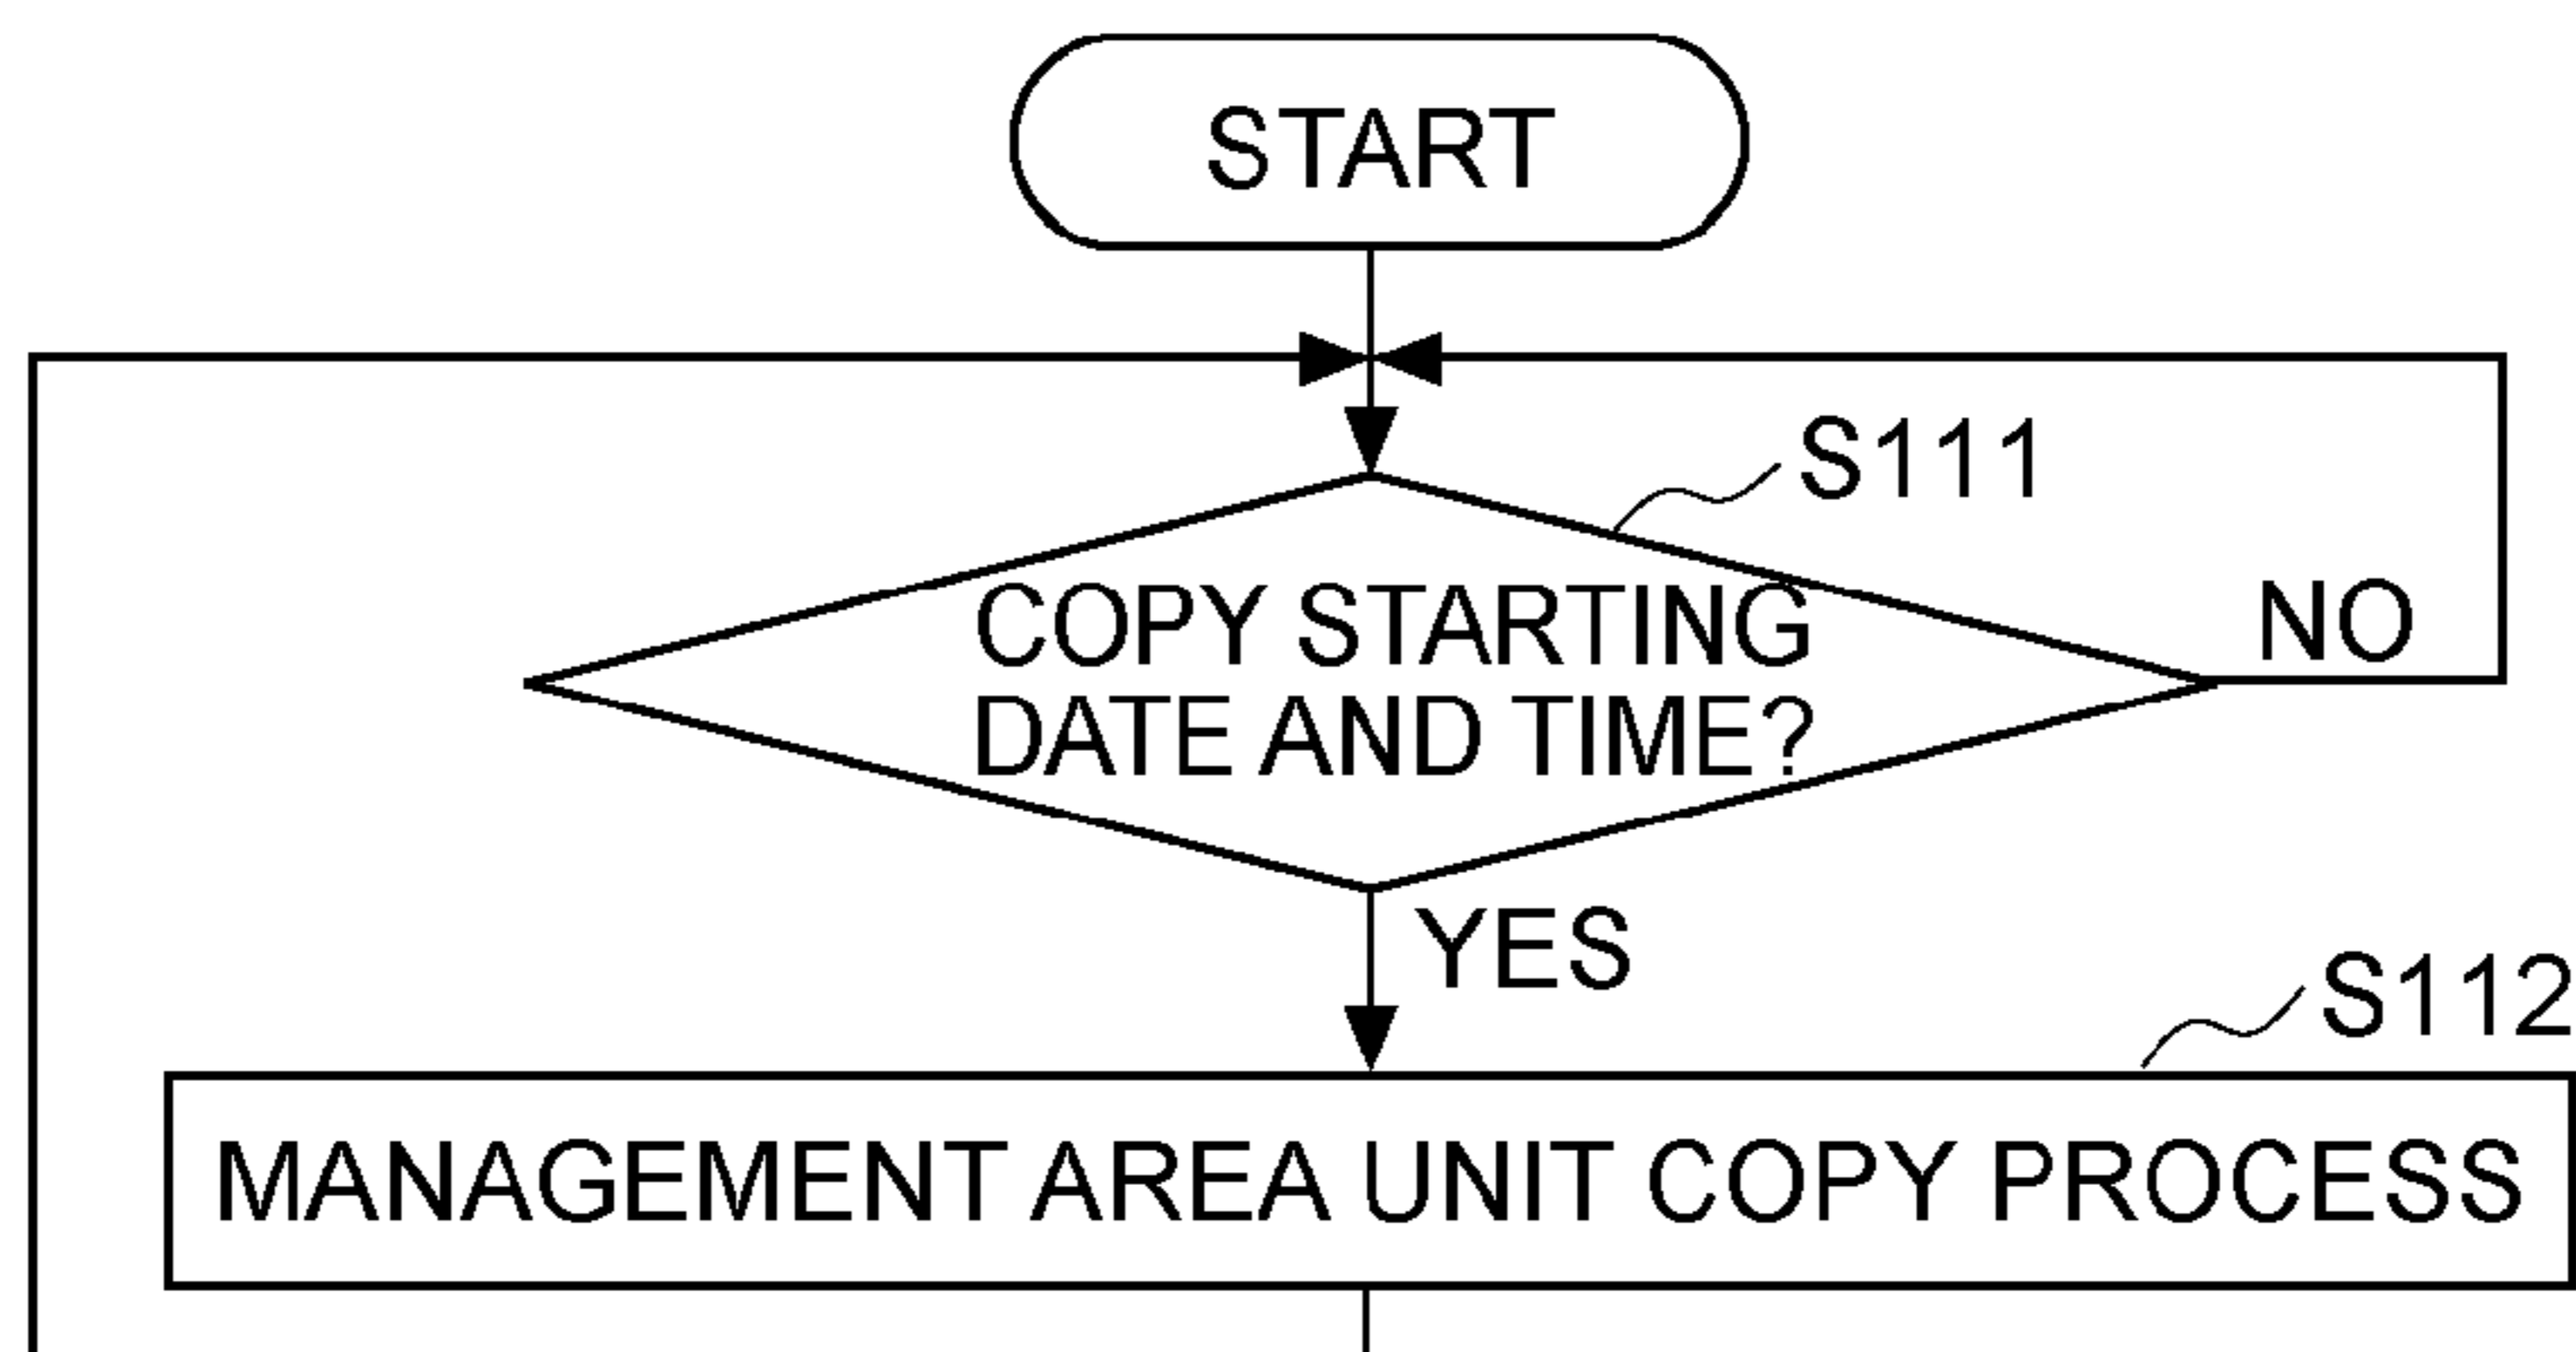 START
S111
COPY STARTING
DATE AND TIME?
NO
YES
S112
MANAGEMENT AREA UNIT COPY PROCESS